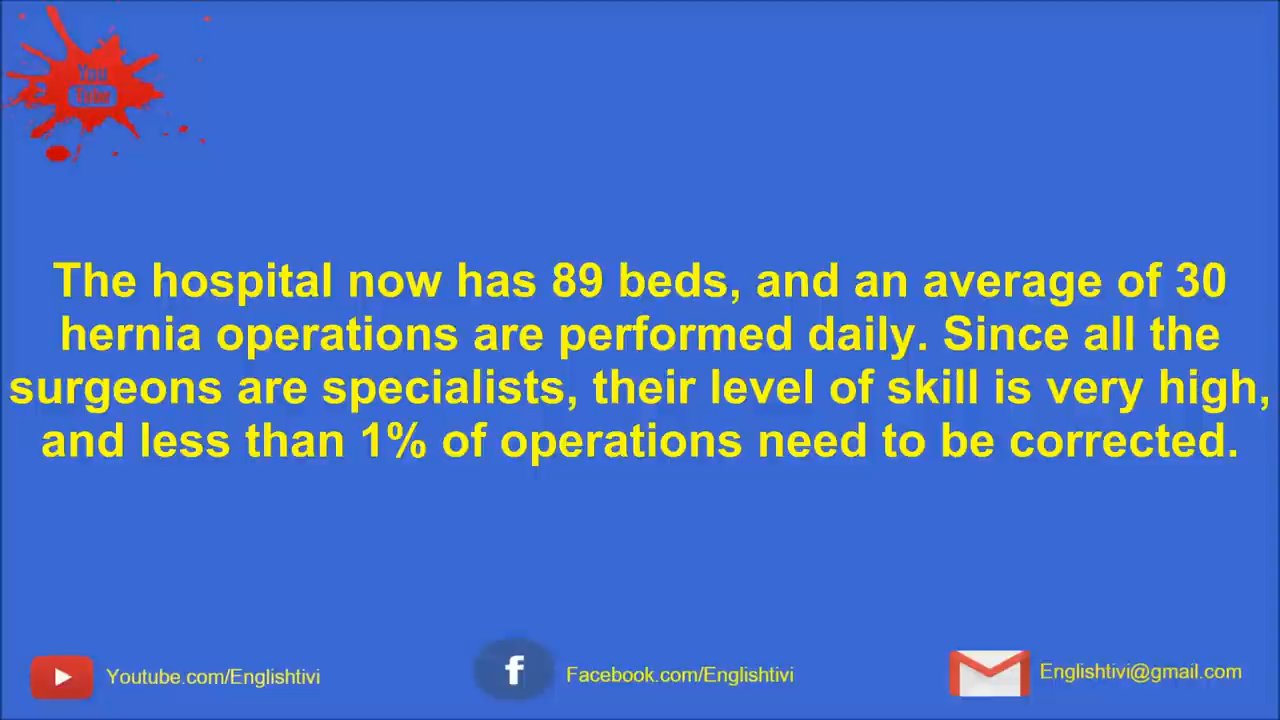 You
Tube
The hospital now has 89 beds, and an average of 30
hernia operations are performed daily. Since all the
surgeons are specialists, their level of skill is very high,
and less than 1% of operations need to be corrected.
Youtube.com/Englishtivi
f
Facebook.com/Englishtivi
Englishtivi@gmail.com